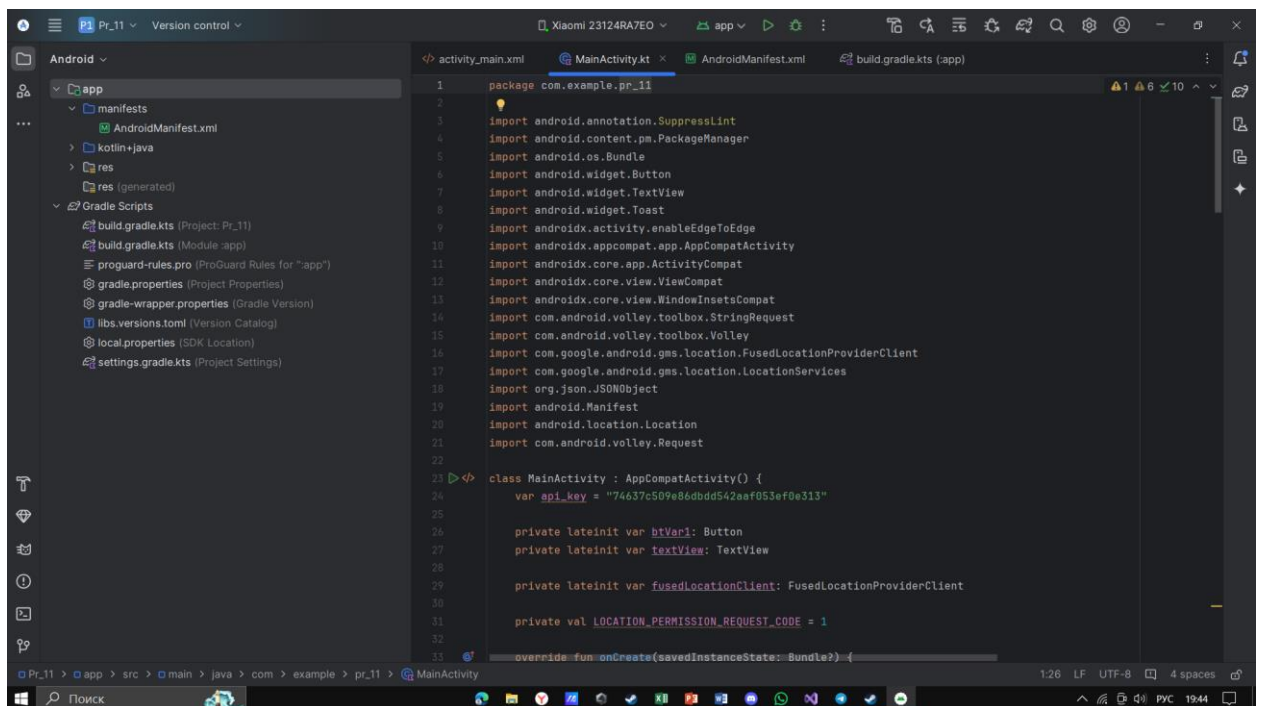 P1 Pr_11 Version control Xiaomi 23124RA7EO app
Android
activity_main.xml MainActivity.kt AndroidManifest.xml build.gradle.kts (:app)
app
manifests
AndroidManifest.xml
kotlin+java
res
res (generated)
Gradle Scripts
build.gradle.kts (Project: Pr_11)
build.gradle.kts (Module :app)
proguard-rules.pro (ProGuard Rules for ":app")
gradle.properties (Project Properties)
gradle-wrapper.properties (Gradle Version)
libs.versions.toml (Version Catalog)
local.properties (SDK Location)
settings.gradle.kts (Project Settings)
1 6 10
1 package com.example.pr_11
2
3 import android.annotation.SuppressLint
4 import android.content.pm.PackageManager
5 import android.os.Bundle
6 import android.widget.Button
7 import android.widget.TextView
8 import android.widget.Toast
9 import androidx.activity.enableEdgeToEdge
10 import androidx.appcompat.app.AppCompatActivity
11 import androidx.core.app.ActivityCompat
12 import androidx.core.view.ViewCompat
13 import androidx.core.view.WindowInsetsCompat
14 import com.android.volley.toolbox.StringRequest
15 import com.android.volley.toolbox.Volley
16 import com.google.android.gms.location.FusedLocationProviderClient
17 import com.google.android.gms.location.LocationServices
18 import org.json.JSONObject
19 import android.Manifest
20 import android.location.Location
21 import com.android.volley.Request
22
23 class MainActivity : AppCompatActivity() {
24 var api_key = "74637c509e86dbdd542aaf053ef0e313"
25
26 private lateinit var btVar1: Button
27 private lateinit var textView: TextView
28
29 private lateinit var fusedLocationClient: FusedLocationProviderClient
30
31 private val LOCATION_PERMISSION_REQUEST_CODE = 1
32
33 override fun onCreate(savedInstanceState: Bundle?) {
Pr_11 > app > src > main > java > com > example > pr_11 > MainActivity 1:26 LF UTF-8 4 spaces
Поиск РУС 19:44